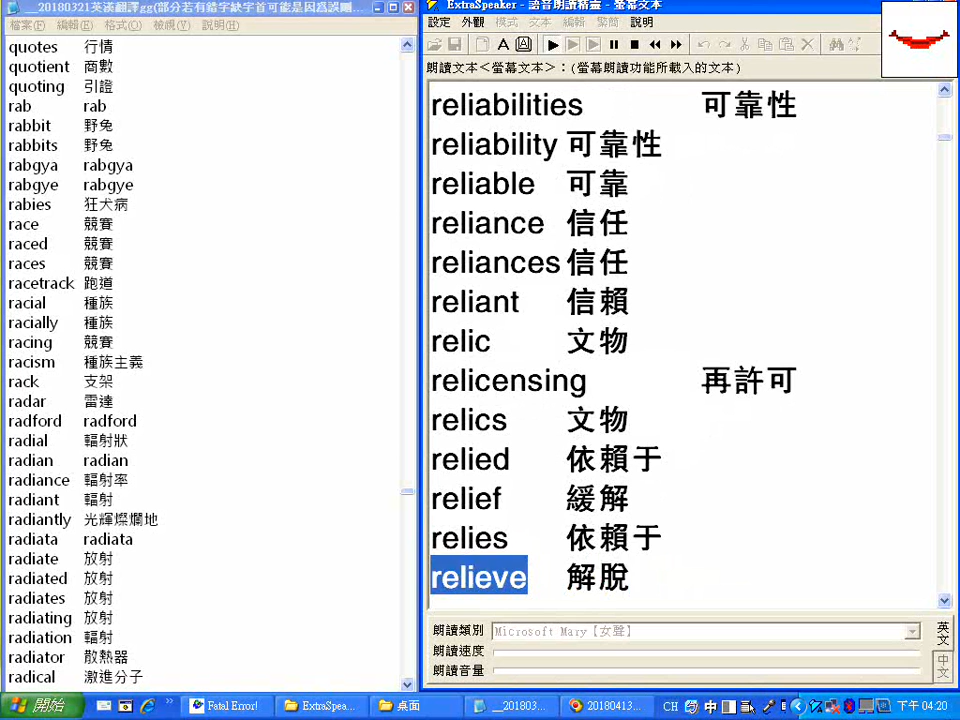 __20180321英漢翻譯gg(部分若有錯字缺字首可能是因為誤刪...
檔案(F) 編輯(E) 格式(O) 檢視(V) 說明(H)
quotes 行情
quotient 商數
quoting 引證
rab rab
rabbit 野兔
rabbits 野兔
rabgya rabgya
rabgye rabgye
rabies 狂犬病
race 競賽
raced 競賽
races 競賽
racetrack 跑道
racial 種族
racially 種族
racing 競賽
racism 種族主義
rack 支架
radar 雷達
radford radford
radial 輻射狀
radian radian
radiance 輻射率
radiant 輻射
radiantly 光輝燦爛地
radiata radiata
radiate 放射
radiated 放射
radiates 放射
radiating 放射
radiation 輻射
radiator 散熱器
radical 激進分子
ExtraSpeaker - 語音朗讀精靈 - 螢幕文本
設定 外觀 模式 文本 編輯 繁簡 說明
朗讀文本<螢幕文本>：(螢幕朗讀功能所載入的文本)
reliabilities 可靠性
reliability 可靠性
reliable 可靠
reliance 信任
reliances 信任
reliant 信賴
relic 文物
relicensing 再許可
relics 文物
relied 依賴于
relief 緩解
relies 依賴于
relieve 解脫
朗讀類別 Microsoft Mary【女聲】
朗讀速度
朗讀音量
英文
中文
開始 Fatal Error! ExtraSpea... 桌面 __201803... 20180413... CH 中 下午 04:20